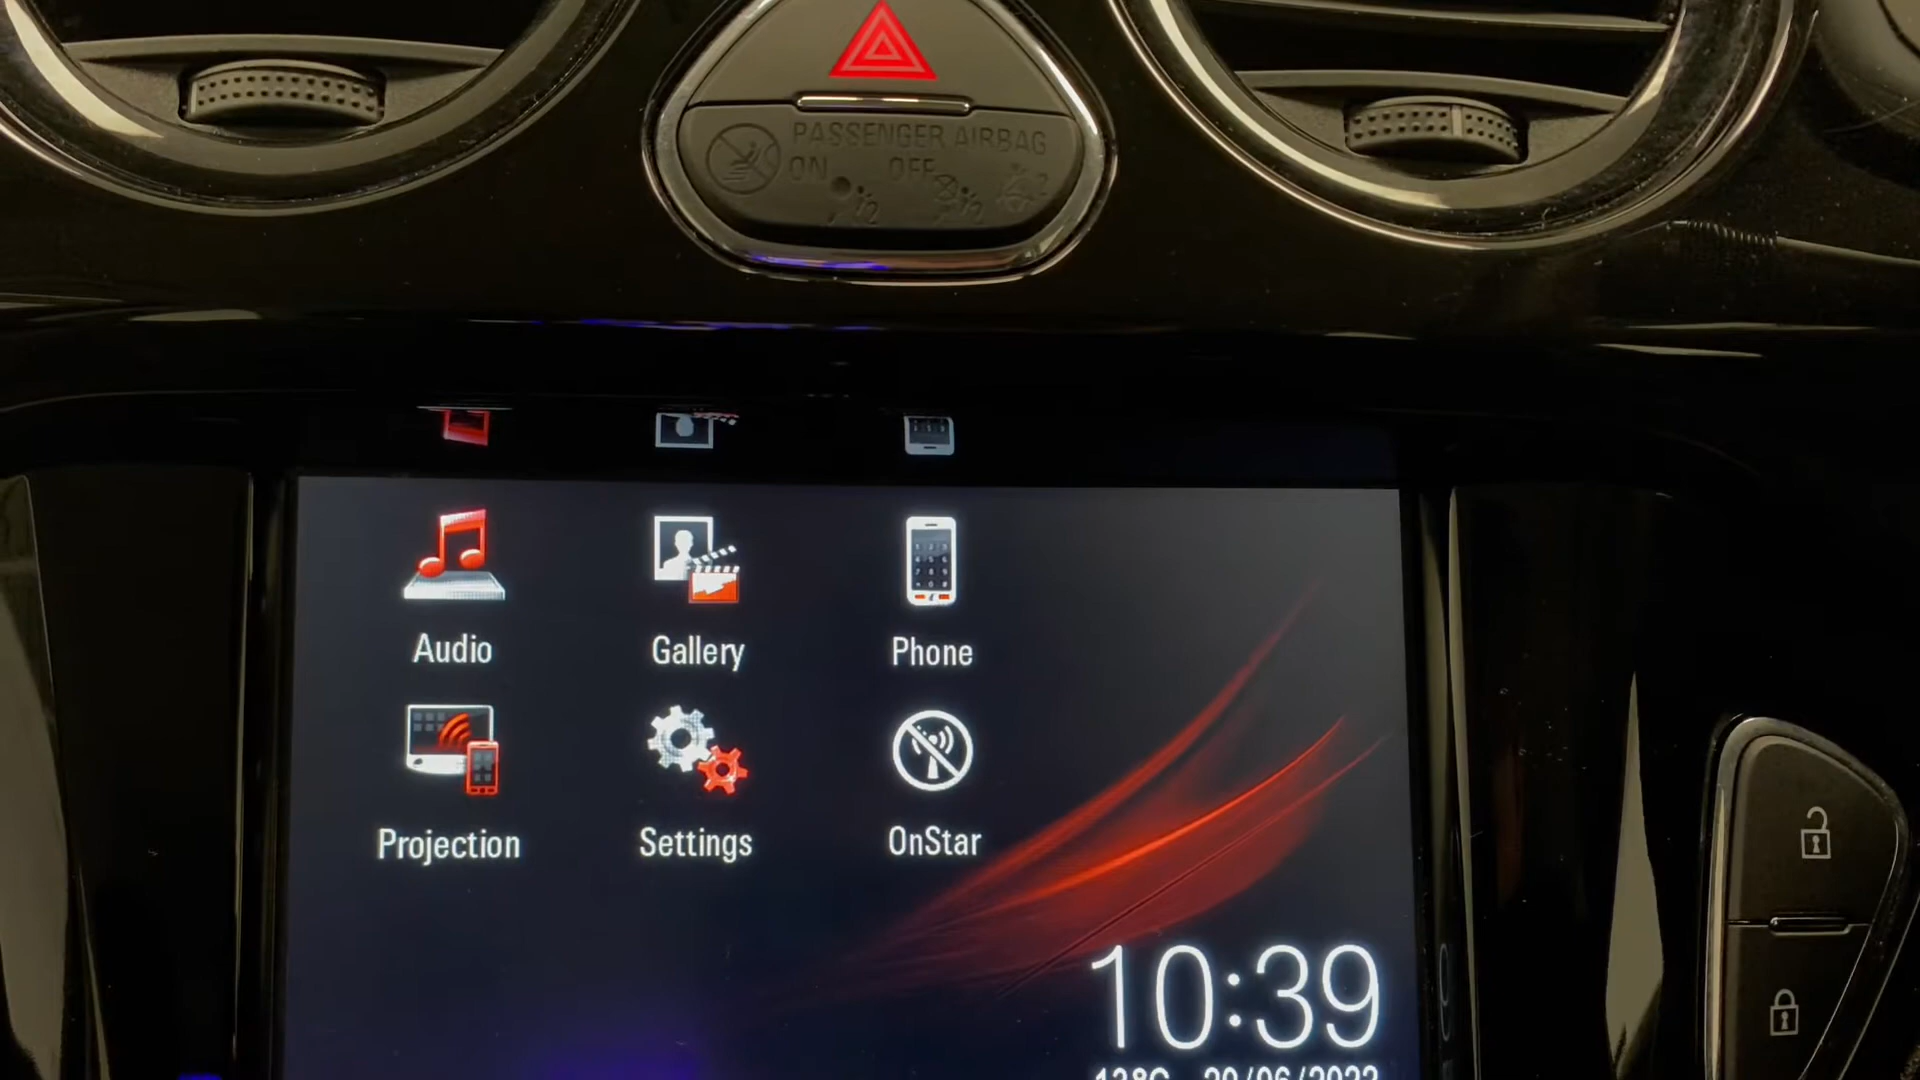 PASSENGER AIRBAG
ON OFF
Audio Gallery Phone
Projection Settings OnStar
10:39